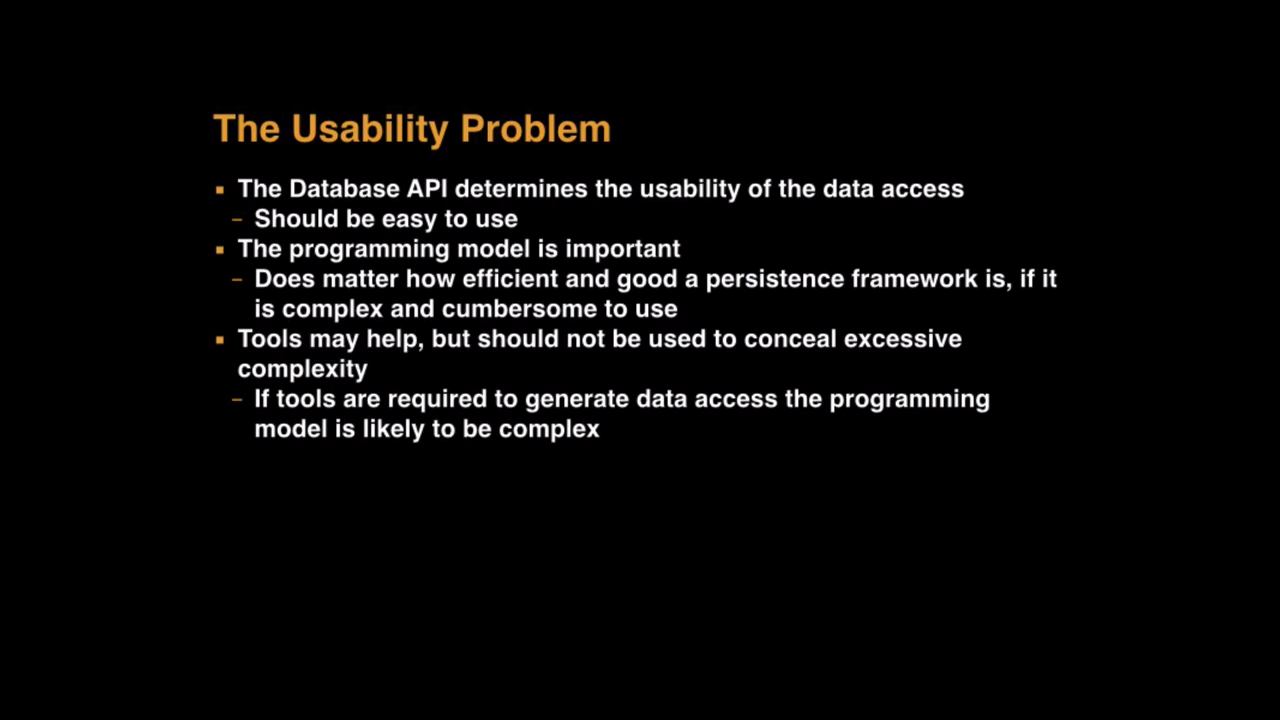 The Usability Problem
▪ The Database API determines the usability of the data access
– Should be easy to use
▪ The programming model is important
– Does matter how efficient and good a persistence framework is, if it
is complex and cumbersome to use
▪ Tools may help, but should not be used to conceal excessive
complexity
– If tools are required to generate data access the programming
model is likely to be complex